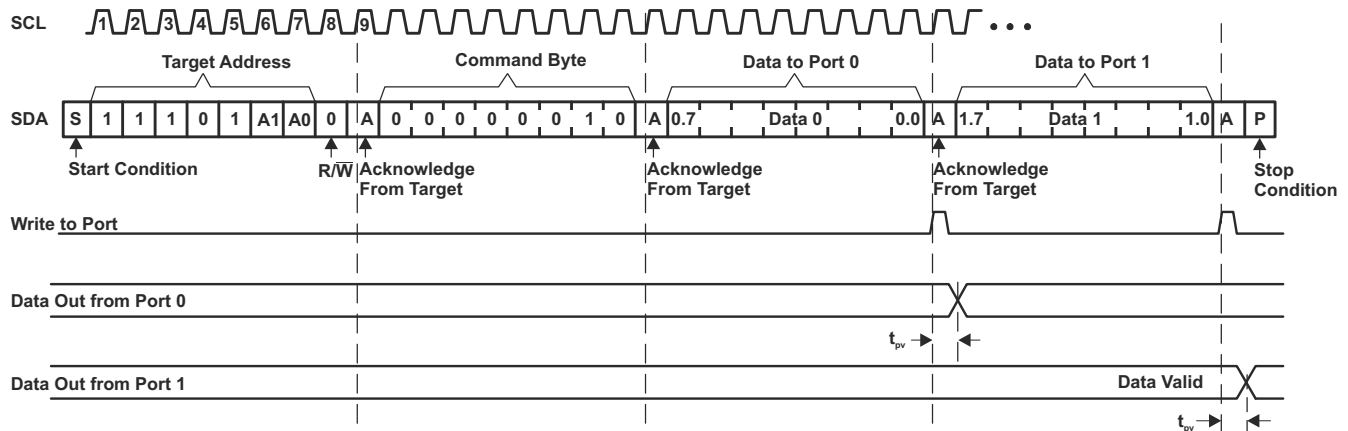 SCL 1 2 3 4 5 6 7 8 9 • • •
Target Address Command Byte Data to Port 0 Data to Port 1
SDA S 1 1 1 0 1 A1 A0 0 A 0 0 0 0 0 0 1 0 A 0.7 Data 0 0.0 A 1.7 Data 1 1.0 A P
Start Condition R/W̅ Acknowledge Acknowledge Acknowledge Stop
From Target From Target From Target Condition
Write to Port
Data Out from Port 0
tpv
Data Out from Port 1 Data Valid
tpv